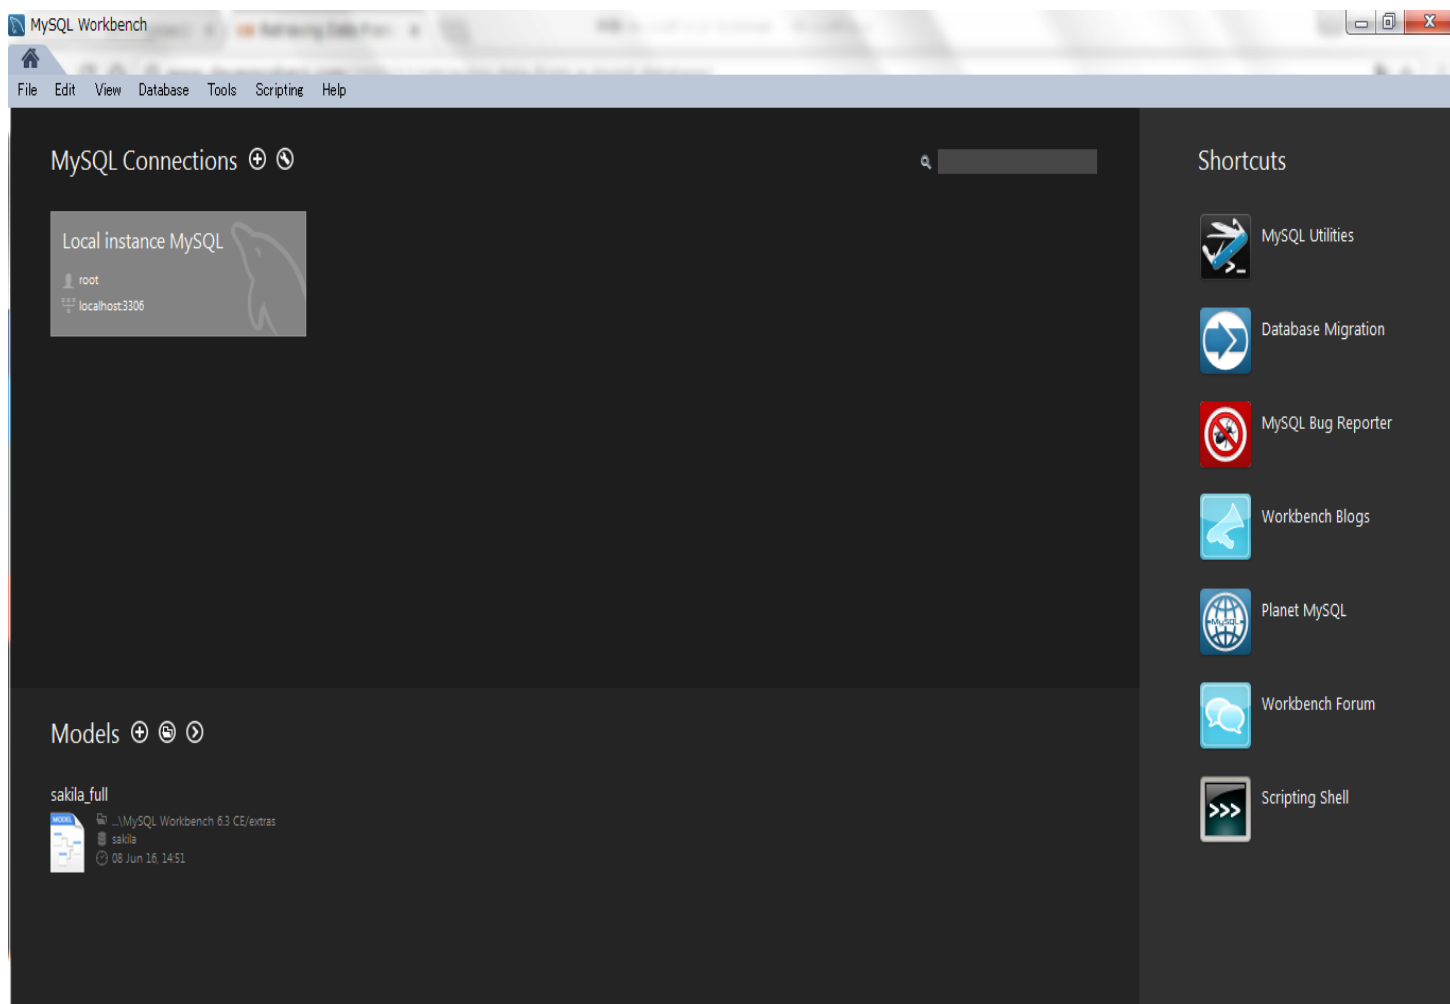 MySQL Workbench
File Edit View Database Tools Scripting Help
MySQL Connections
Local instance MySQL
root
localhost:3306
Shortcuts
MySQL Utilities
Database Migration
MySQL Bug Reporter
Workbench Blogs
MySQL
Planet MySQL
Workbench Forum
Scripting Shell
Models
sakila_full
MODEL
...\MySQL Workbench 6.3 CE/extras
sakila
08 Jun 16, 14:51